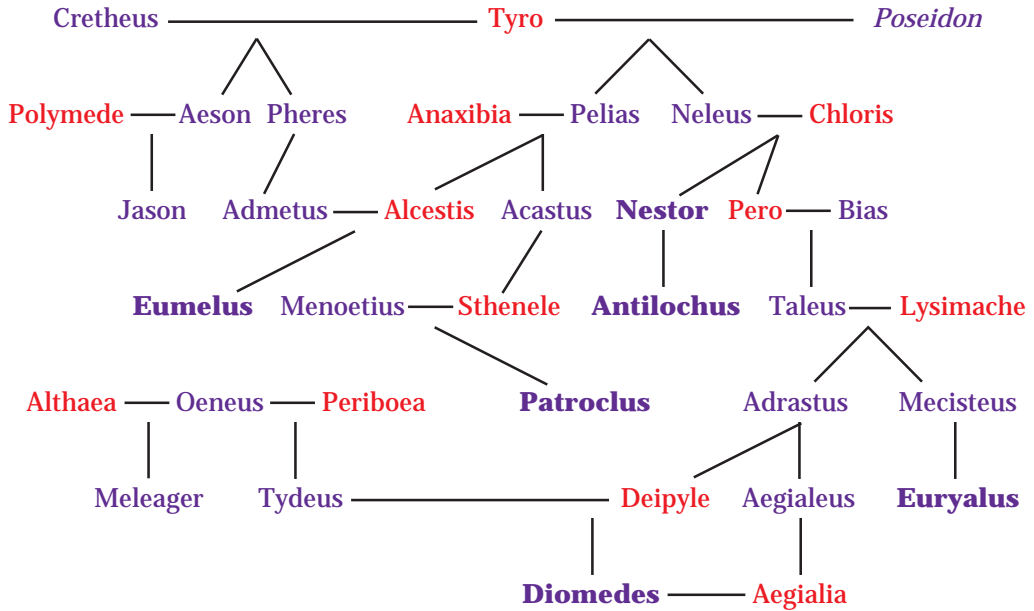 Cretheus Tyro Poseidon
Polymede Aeson Pheres Anaxibia Pelias Neleus Chloris
Jason Admetus Alcestis Acastus Nestor Pero Bias
Eumelus Menoetius Sthenele Antilochus Taleus Lysimache
Althaea Oeneus Periboea Patroclus Adrastus Mecisteus
Meleager Tydeus Deipyle Aegialeus Euryalus
Diomedes Aegialia